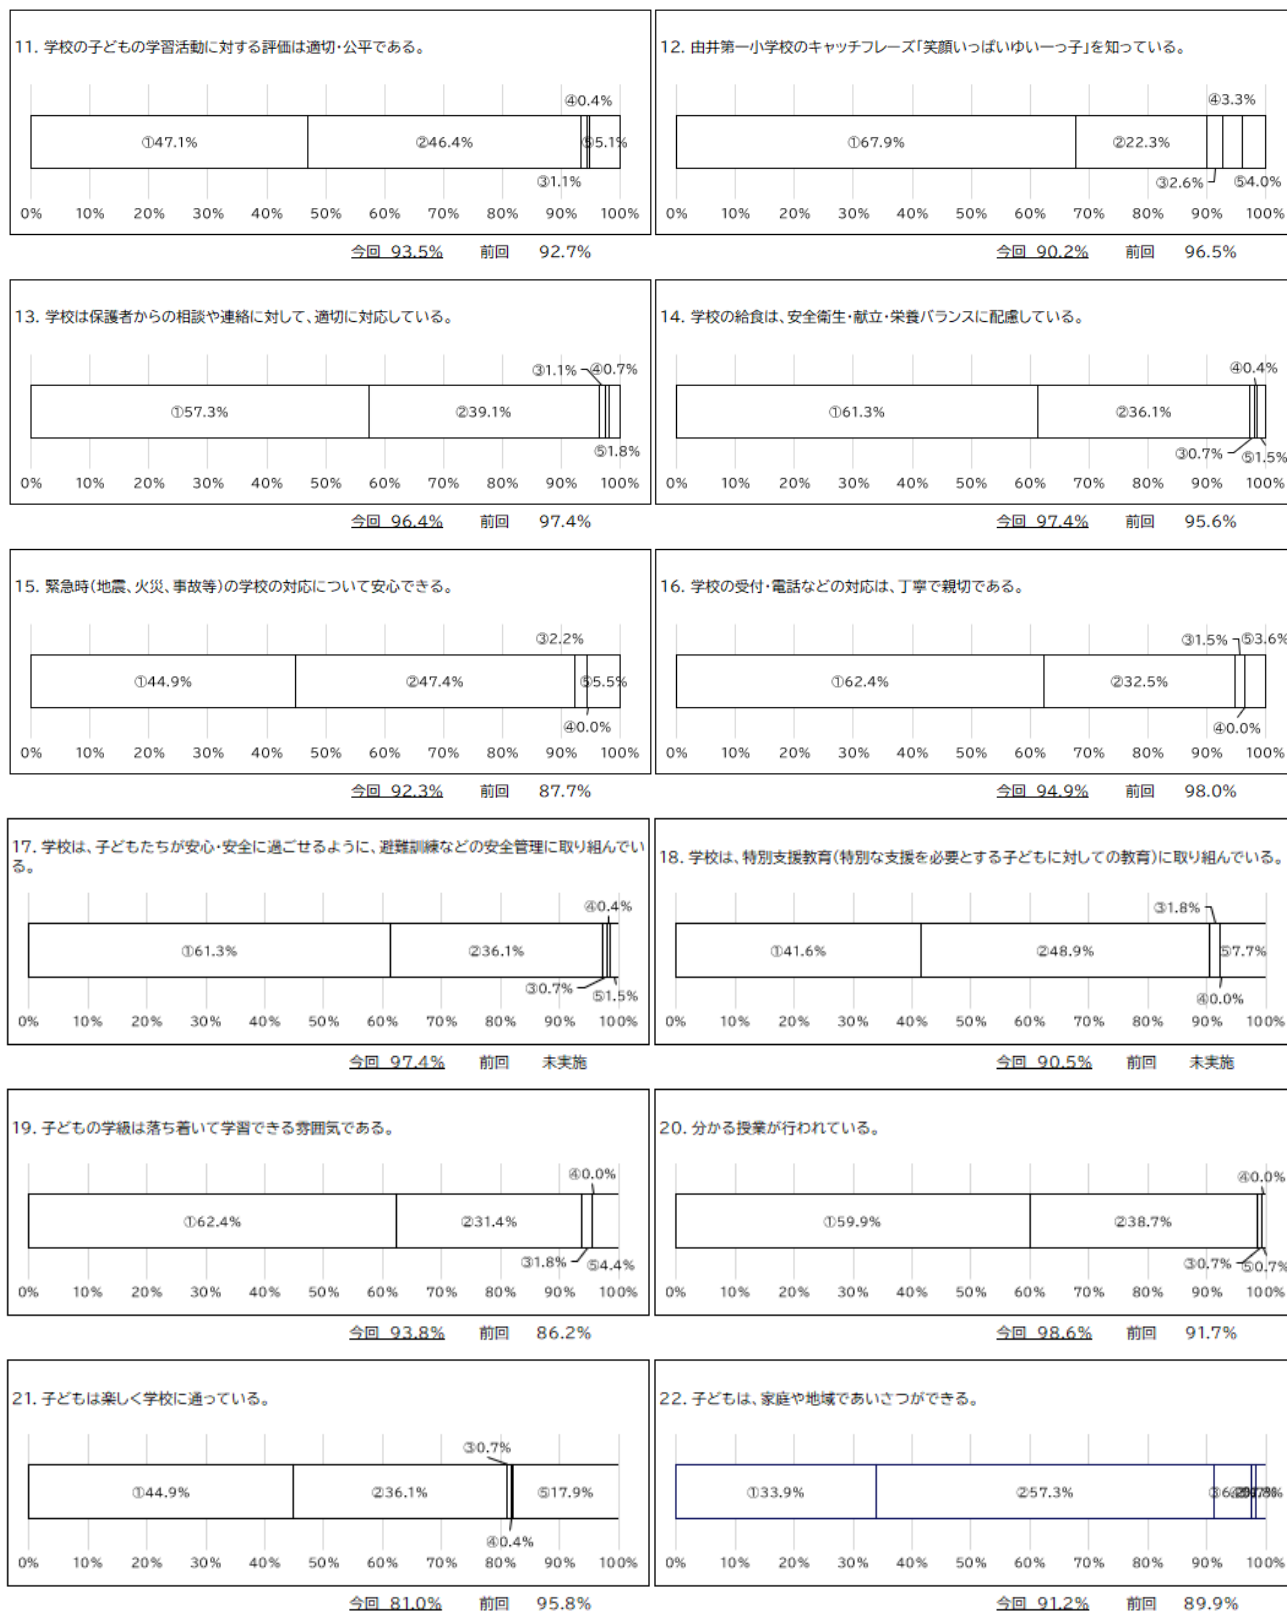 11. 学校の子どもの学習活動に対する評価は適切・公平である。
④0.4%
①47.1% ②46.4% ⑤5.1%
③1.1%
0% 10% 20% 30% 40% 50% 60% 70% 80% 90% 100%
今回 93.5% 前回 92.7%
12. 由井第一小学校のキャッチフレーズ「笑顔いっぱいゆいーっ子」を知っている。
④3.3%
①67.9% ②22.3%
③2.6% ⑤4.0%
0% 10% 20% 30% 40% 50% 60% 70% 80% 90% 100%
今回 90.2% 前回 96.5%
13. 学校は保護者からの相談や連絡に対して、適切に対応している。
③1.1% ④0.7%
①57.3% ②39.1%
⑤1.8%
0% 10% 20% 30% 40% 50% 60% 70% 80% 90% 100%
今回 96.4% 前回 97.4%
14. 学校の給食は、安全衛生・献立・栄養バランスに配慮している。
④0.4%
①61.3% ②36.1%
③0.7% ⑤1.5%
0% 10% 20% 30% 40% 50% 60% 70% 80% 90% 100%
今回 97.4% 前回 95.6%
15. 緊急時(地震、火災、事故等)の学校の対応について安心できる。
③2.2%
①44.9% ②47.4% ⑤5.5%
④0.0%
0% 10% 20% 30% 40% 50% 60% 70% 80% 90% 100%
今回 92.3% 前回 87.7%
16. 学校の受付・電話などの対応は、丁寧で親切である。
③1.5% ⑤3.6%
①62.4% ②32.5%
④0.0%
0% 10% 20% 30% 40% 50% 60% 70% 80% 90% 100%
今回 94.9% 前回 98.0%
17. 学校は、子どもたちが安心・安全に過ごせるように、避難訓練などの安全管理に取り組んでい
る。
④0.4%
①61.3% ②36.1%
③0.7% ⑤1.5%
0% 10% 20% 30% 40% 50% 60% 70% 80% 90% 100%
今回 97.4% 前回 未実施
18. 学校は、特別支援教育(特別な支援を必要とする子どもに対しての教育)に取り組んでいる。
③1.8%
①41.6% ②48.9% ⑤7.7%
④0.0%
0% 10% 20% 30% 40% 50% 60% 70% 80% 90% 100%
今回 90.5% 前回 未実施
19. 子どもの学級は落ち着いて学習できる雰囲気である。
④0.0%
①62.4% ②31.4%
③1.8% ⑤4.4%
0% 10% 20% 30% 40% 50% 60% 70% 80% 90% 100%
今回 93.8% 前回 86.2%
20. 分かる授業が行われている。
④0.0%
①59.9% ②38.7%
③0.7% ⑤0.7%
0% 10% 20% 30% 40% 50% 60% 70% 80% 90% 100%
今回 98.6% 前回 91.7%
21. 子どもは楽しく学校に通っている。
③0.7%
①44.9% ②36.1% ⑤17.9%
④0.4%
0% 10% 20% 30% 40% 50% 60% 70% 80% 90% 100%
今回 81.0% 前回 95.8%
22. 子どもは、家庭や地域であいさつができる。
①33.9% ②57.3%
0% 10% 20% 30% 40% 50% 60% 70% 80% 90% 100%
今回 91.2% 前回 89.9%